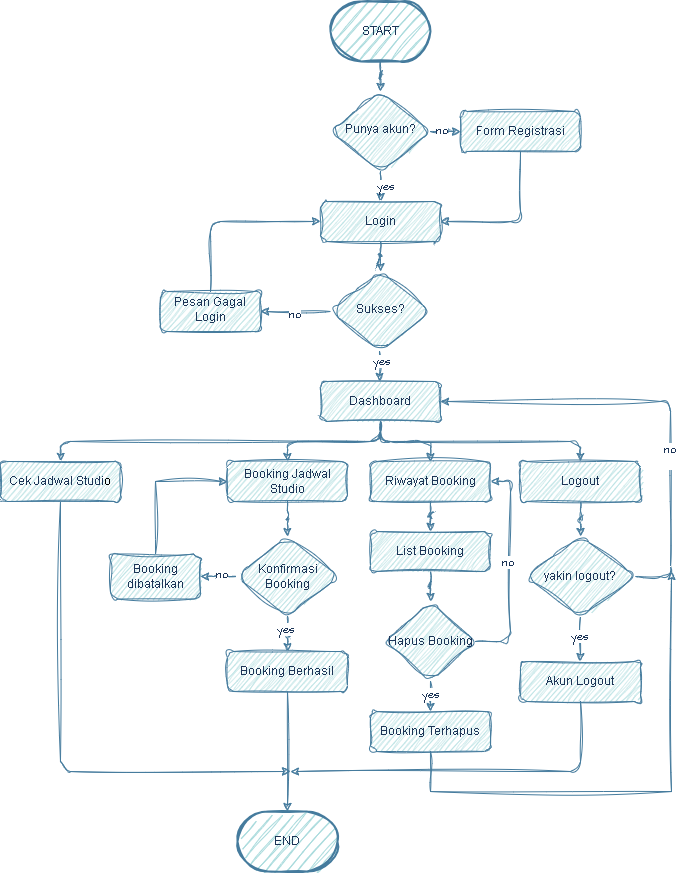 START
Punya akun?
no
Form Registrasi
yes
Login
Pesan Gagal
Login
no
Sukses?
yes
Dashboard
no
Cek Jadwal Studio
Booking Jadwal
Studio
Riwayat Booking
Logout
List Booking
Booking
dibatalkan
no
Konfirmasi
Booking
no
yakin logout?
yes
Hapus Booking
yes
Booking Berhasil
Akun Logout
yes
Booking Terhapus
END